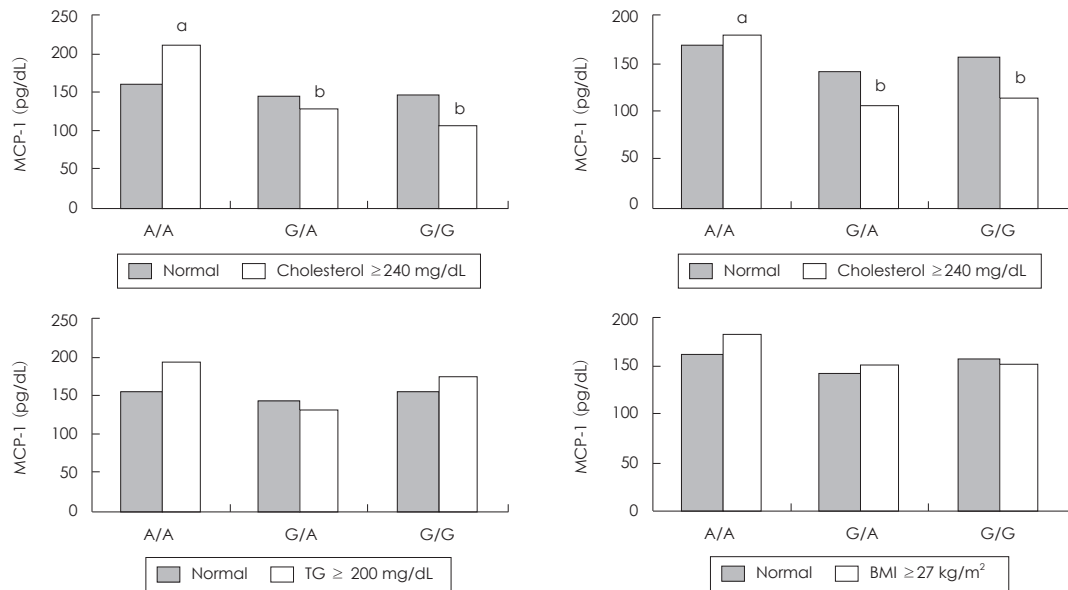 250
200
150
100
50
0
MCP-1 (pg/dL)
a
b
b
A/A
G/A
G/G
Normal
Cholesterol ≥240 mg/dL
200
150
100
50
0
MCP-1 (pg/dL)
a
b
b
A/A
G/A
G/G
Normal
Cholesterol ≥240 mg/dL
250
200
150
100
50
0
MCP-1 (pg/dL)
A/A
G/A
G/G
Normal
TG ≥ 200 mg/dL
200
150
100
50
0
MCP-1 (pg/dL)
A/A
G/A
G/G
Normal
BMI ≥27 kg/m²